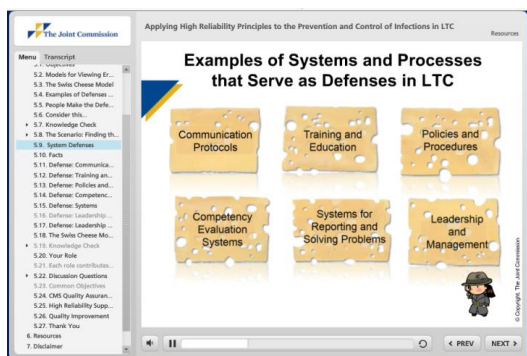 The Joint Commission
Applying High Reliability Principles to the Prevention and Control of Infections in LTC
Resources
Menu
Transcript
5.1. Objectives
5.2. Models for Viewing Er...
5.3. The Swiss Cheese Model
5.4. Examples of Defenses ...
5.5. People Make the Defe...
5.6. Consider this...
5.7. Knowledge Check
5.8. The Scenario: Finding th...
5.9. System Defenses
5.10. Facts
5.11. Defense: Communica...
5.12. Defense: Training an...
5.13. Defense: Policies and...
5.14. Defense: Competenc...
5.15. Defense: Systems
5.16. Defense: Leadership ...
5.17. Defense: Leadership ...
5.18. The Swiss Cheese Mo...
5.19. Knowledge Check
5.20. Your Role
5.21. Each role contributes...
5.22. Discussion Questions
5.23. Common Objectives
5.24. CMS Quality Assuran...
5.25. High Reliability Supp...
5.26. Quality Improvement
5.27. Thank You
6. Resources
7. Disclaimer
Examples of Systems and Processes
that Serve as Defenses in LTC
Communication
Protocols
Training and
Education
Policies and
Procedures
Competency
Evaluation
Systems
Systems for
Reporting and
Solving Problems
Leadership
and
Management
© Copyright, The Joint Commission
< PREV
NEXT >